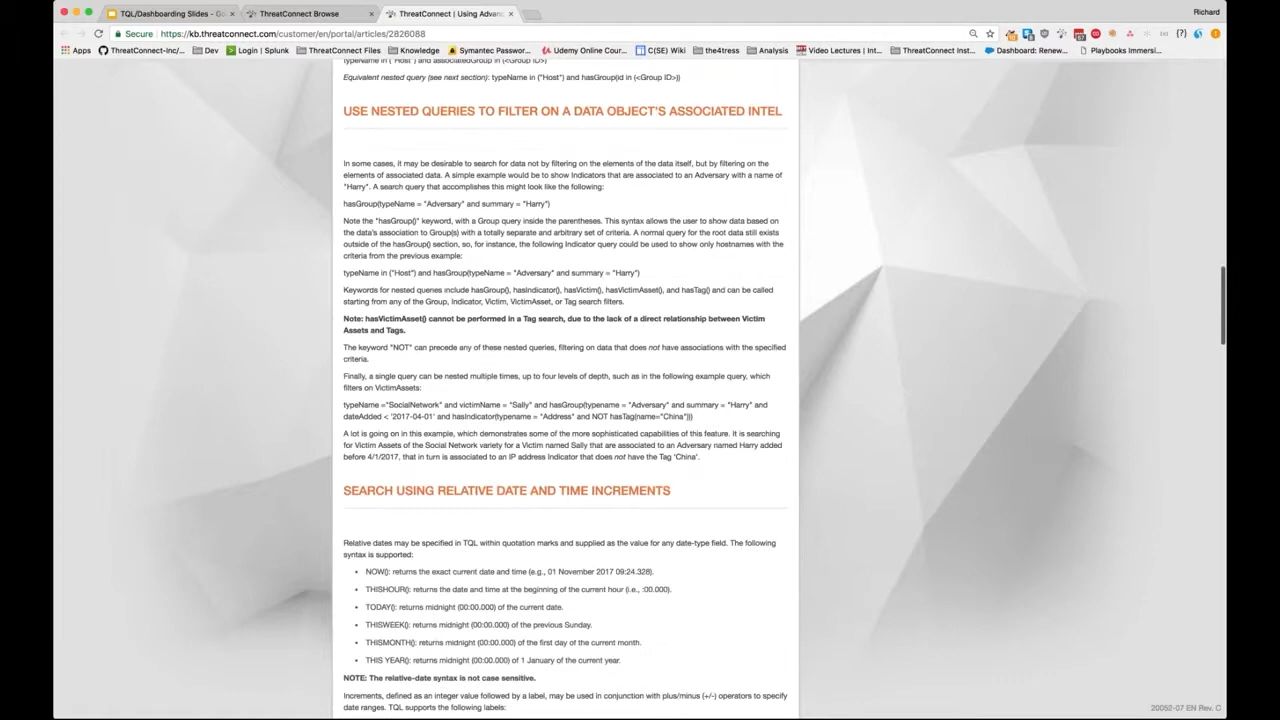 TQL/Dashboarding Slides - Go
ThreatConnect Browse
ThreatConnect | Using Advanc
Richard
Secure https://kb.threatconnect.com/customer/en/portal/articles/2826088
Apps ThreatConnect-Inc/... Dev Login | Splunk ThreatConnect Files Knowledge Symantec Passwor... Udemy Online Cour... C(SE) Wiki the4tress Analysis Video Lectures | Int... ThreatConnect Inst... Dashboard: Renew... Playbooks Immersi...
typeName in ("Host") and associatedGroup in (<Group ID>)
Equivalent nested query (see next section): typeName in ("Host") and hasGroup(id in (<Group ID>))
USE NESTED QUERIES TO FILTER ON A DATA OBJECT'S ASSOCIATED INTEL
In some cases, it may be desirable to search for data not by filtering on the elements of the data itself, but by filtering on the
elements of associated data. A simple example would be to show Indicators that are associated to an Adversary with a name of
"Harry". A search query that accomplishes this might look like the following:
hasGroup(typeName = "Adversary" and summary = "Harry")
Note the "hasGroup()" keyword, with a Group query inside the parentheses. This syntax allows the user to show data based on
the data's association to Group(s) with a totally separate and arbitrary set of criteria. A normal query for the root data still exists
outside of the hasGroup() section, so, for instance, the following Indicator query could be used to show only hostnames with the
criteria from the previous example:
typeName in ("Host") and hasGroup(typeName = "Adversary" and summary = "Harry")
Keywords for nested queries include hasGroup(), hasIndicator(), hasVictim(), hasVictimAsset(), and hasTag() and can be called
starting from any of the Group, Indicator, Victim, VictimAsset, or Tag search filters.
Note: hasVictimAsset() cannot be performed in a Tag search, due to the lack of a direct relationship between Victim
Assets and Tags.
The keyword "NOT" can precede any of these nested queries, filtering on data that does not have associations with the specified
criteria.
Finally, a single query can be nested multiple times, up to four levels of depth, such as in the following example query, which
filters on VictimAssets:
typeName ="SocialNetwork" and victimName = "Sally" and hasGroup(typename = "Adversary" and summary = "Harry" and
dateAdded < '2017-04-01' and hasIndicator(typename = "Address" and NOT hasTag(name="China")))
A lot is going on in this example, which demonstrates some of the more sophisticated capabilities of this feature. It is searching
for Victim Assets of the Social Network variety for a Victim named Sally that are associated to an Adversary named Harry added
before 4/1/2017, that in turn is associated to an IP address Indicator that does not have the Tag 'China'.
SEARCH USING RELATIVE DATE AND TIME INCREMENTS
Relative dates may be specified in TQL within quotation marks and supplied as the value for any date-type field. The following
syntax is supported:
• NOW(): returns the exact current date and time (e.g., 01 November 2017 09:24.328).
• THISHOUR(): returns the date and time at the beginning of the current hour (i.e., :00.000).
• TODAY(): returns midnight (00:00.000) of the current date.
• THISWEEK(): returns midnight (00:00.000) of the previous Sunday.
• THISMONTH(): returns midnight (00:00.000) of the first day of the current month.
• THIS YEAR(): returns midnight (00:00.000) of 1 January of the current year.
NOTE: The relative-date syntax is not case sensitive.
Increments, defined as an integer value followed by a label, may be used in conjunction with plus/minus (+/-) operators to specify
date ranges. TQL supports the following labels:
20052-07 EN Rev. C